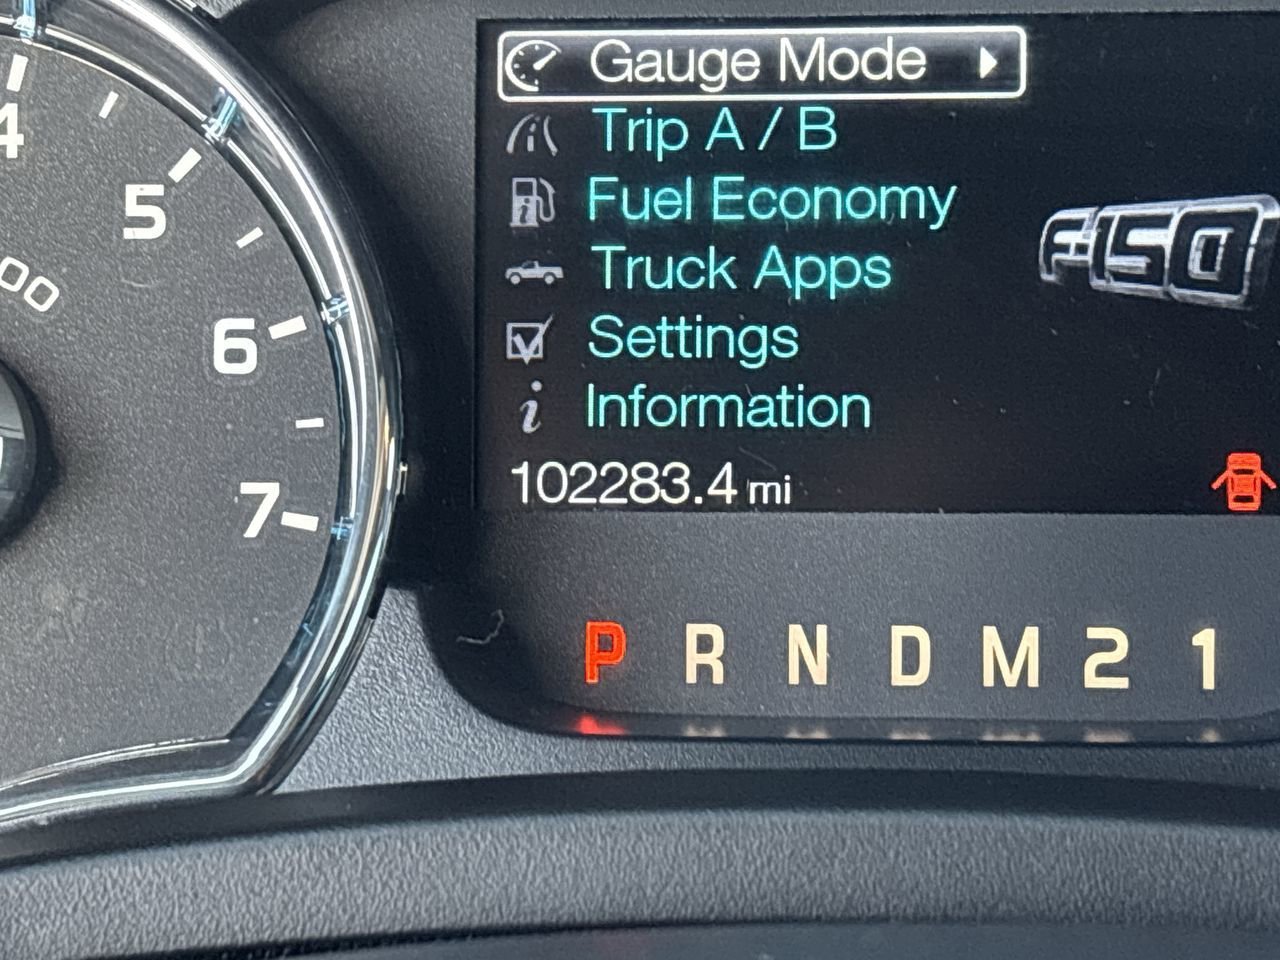 Gauge Mode
Trip A / B
Fuel Economy
Truck Apps
Settings
Information
102283.4 mi
F-150
4
5
6
7
P R N D M 2 1